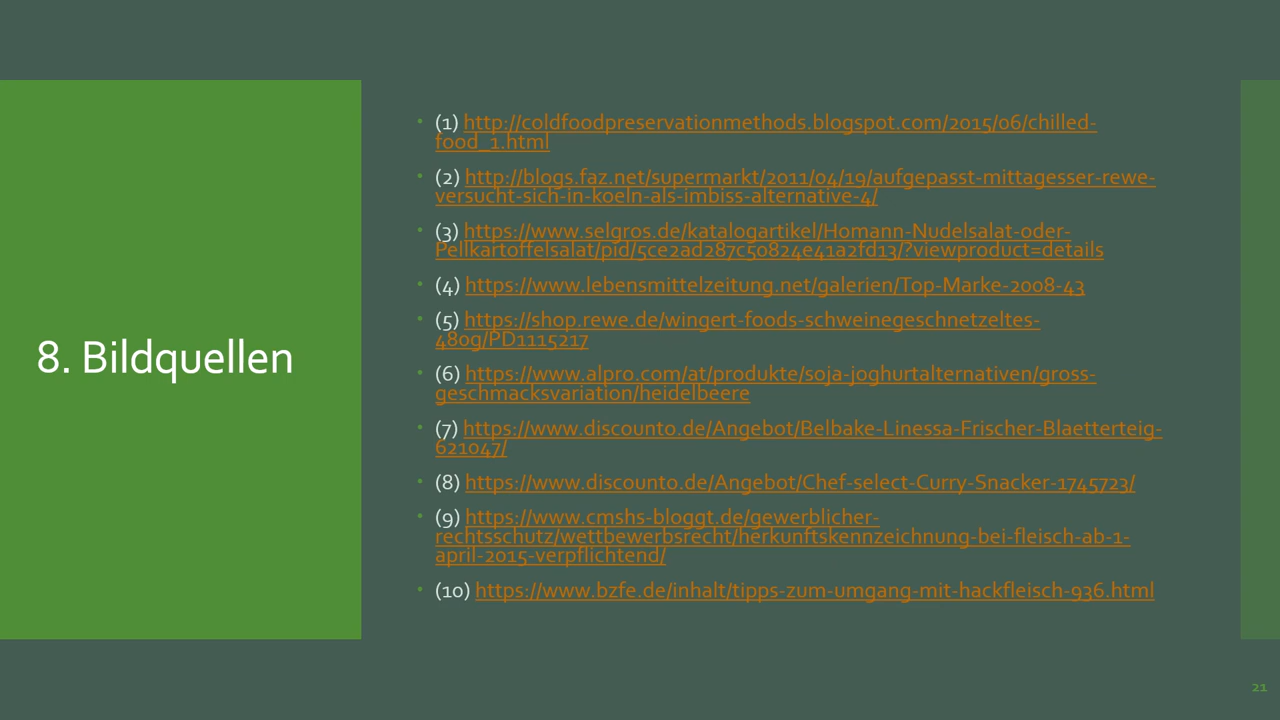 8. Bildquellen
• (1) http://coldfoodpreservationmethods.blogspot.com/2015/06/chilled-
food_1.html
• (2) http://blogs.faz.net/supermarkt/2011/04/19/aufgepasst-mittagesser-rewe-
versucht-sich-in-koeln-als-imbiss-alternative-4/
• (3) https://www.selgros.de/katalogartikel/Homann-Nudelsalat-oder-
Pellkartoffelsalat/pid/5ce2ad287c50824e41a2fd13/?viewproduct=details
• (4) https://www.lebensmittelzeitung.net/galerien/Top-Marke-2008-43
• (5) https://shop.rewe.de/wingert-foods-schweinegeschnetzeltes-
480g/PD1115217
• (6) https://www.alpro.com/at/produkte/soja-joghurtalternativen/gross-
geschmacksvariation/heidelbeere
• (7) https://www.discounto.de/Angebot/Belbake-Linessa-Frischer-Blaetterteig-
621047/
• (8) https://www.discounto.de/Angebot/Chef-select-Curry-Snacker-1745723/
• (9) https://www.cmshs-bloggt.de/gewerblicher-
rechtsschutz/wettbewerbsrecht/herkunftskennzeichnung-bei-fleisch-ab-1-
april-2015-verpflichtend/
• (10) https://www.bzfe.de/inhalt/tipps-zum-umgang-mit-hackfleisch-936.html
21